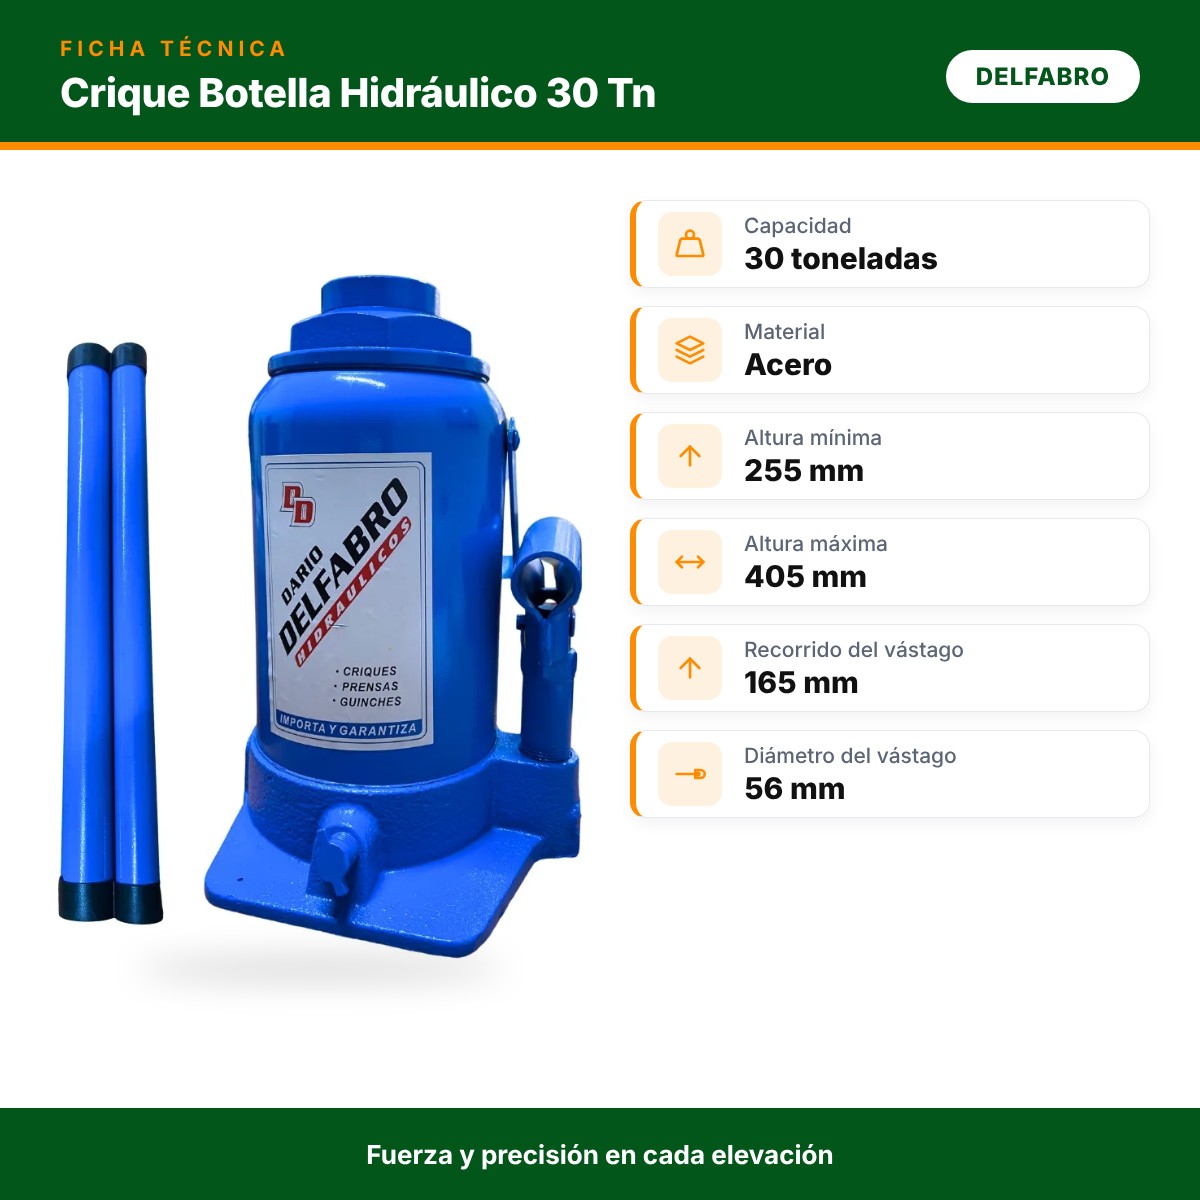 FICHA TÉCNICA
Crique Botella Hidráulico 30 Tn
DELFABRO
Capacidad
30 toneladas
Material
Acero
Altura mínima
255 mm
Altura máxima
405 mm
Recorrido del vástago
165 mm
Diámetro del vástago
56 mm
DD
DARIO
DELFABRO
HIDRAULICOS
· CRIQUES
· PRENSAS
· GUINCHES
IMPORTA Y GARANTIZA
Fuerza y precisión en cada elevación